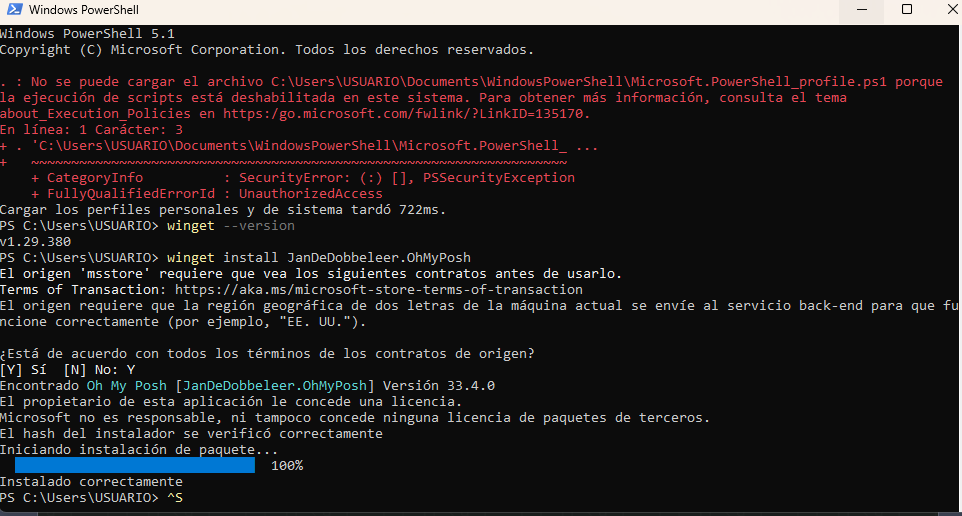 Windows PowerShell
Windows PowerShell 5.1
Copyright (C) Microsoft Corporation. Todos los derechos reservados.
. : No se puede cargar el archivo C:\Users\USUARIO\Documents\WindowsPowerShell\Microsoft.PowerShell_profile.ps1 porque
la ejecución de scripts está deshabilitada en este sistema. Para obtener más información, consulta el tema
about_Execution_Policies en https:/go.microsoft.com/fwlink/?LinkID=135170.
En línea: 1 Carácter: 3
+ . 'C:\Users\USUARIO\Documents\WindowsPowerShell\Microsoft.PowerShell_ ...
+   ~~~~~~~~~~~~~~~~~~~~~~~~~~~~~~~~~~~~~~~~~~~~~~~~~~~~~~~~~~~~~~~~~~~
    + CategoryInfo          : SecurityError: (:) [], PSSecurityException
    + FullyQualifiedErrorId : UnauthorizedAccess
Cargar los perfiles personales y de sistema tardó 722ms.
PS C:\Users\USUARIO> winget --version
v1.29.380
PS C:\Users\USUARIO> winget install JanDeDobbeleer.OhMyPosh
El origen 'msstore' requiere que vea los siguientes contratos antes de usarlo.
Terms of Transaction: https://aka.ms/microsoft-store-terms-of-transaction
El origen requiere que la región geográfica de dos letras de la máquina actual se envíe al servicio back-end para que fu
ncione correctamente (por ejemplo, "EE. UU.").
¿Está de acuerdo con todos los términos de los contratos de origen?
[Y] Sí  [N] No: Y
Encontrado Oh My Posh [JanDeDobbeleer.OhMyPosh] Versión 33.4.0
El propietario de esta aplicación le concede una licencia.
Microsoft no es responsable, ni tampoco concede ninguna licencia de paquetes de terceros.
El hash del instalador se verificó correctamente
Iniciando instalación de paquete...
100%
Instalado correctamente
PS C:\Users\USUARIO> ^S